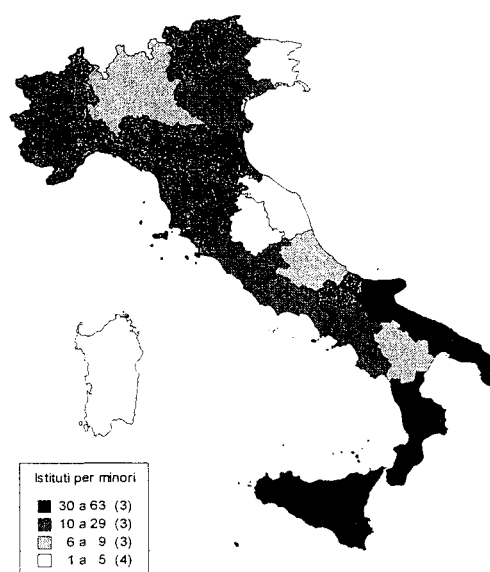 Istituti per minori
30 a 63 (3)
10 a 29 (3)
6 a 9 (3)
1 a 5 (4)